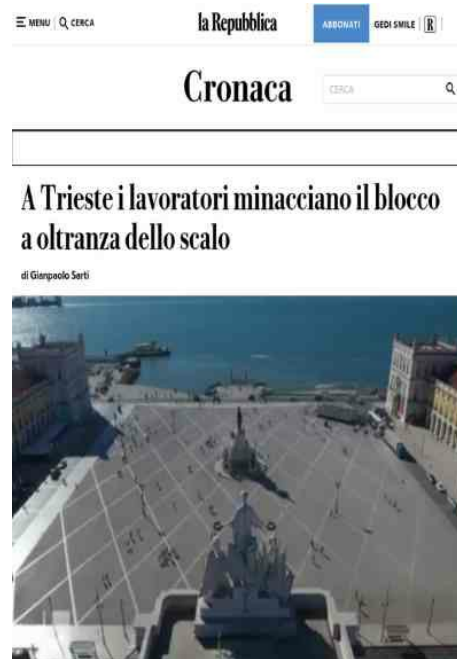 MENU CERCA la Repubblica ABBONATI GEDI SMILE R
Cronaca
CERCA
A Trieste i lavoratori minacciano il blocco
a oltranza dello scalo
di Gianpaolo Sarti